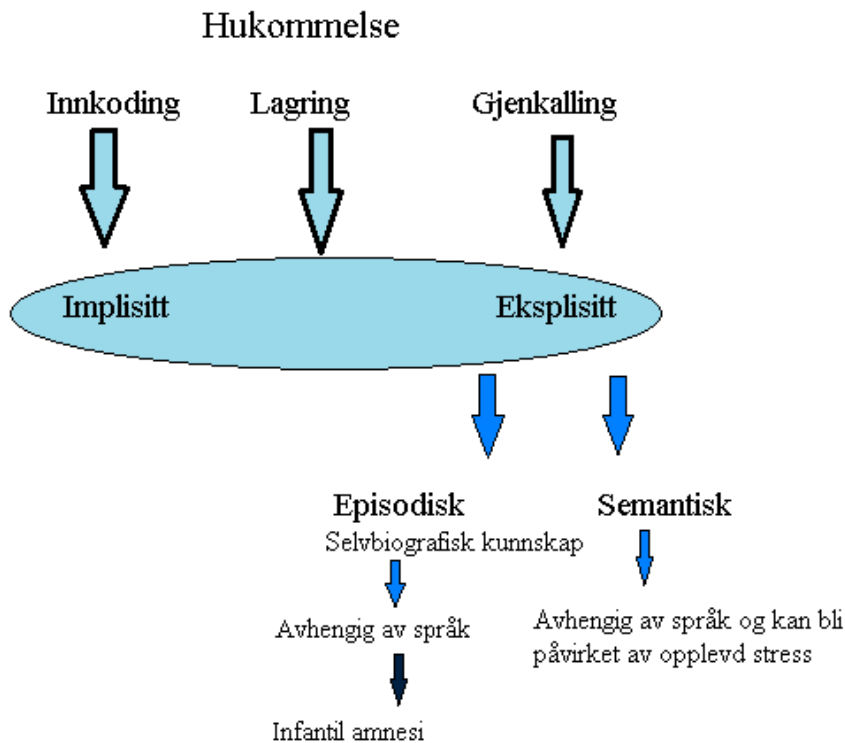 Hukommelse
Innkoding
Lagring
Gjenkalling
Implisitt
Eksplisitt
Episodisk
Semantisk
Selvbiografisk kunnskap
Avhengig av språk
Avhengig av språk og kan bli
påvirket av opplevd stress
Infantil amnesi